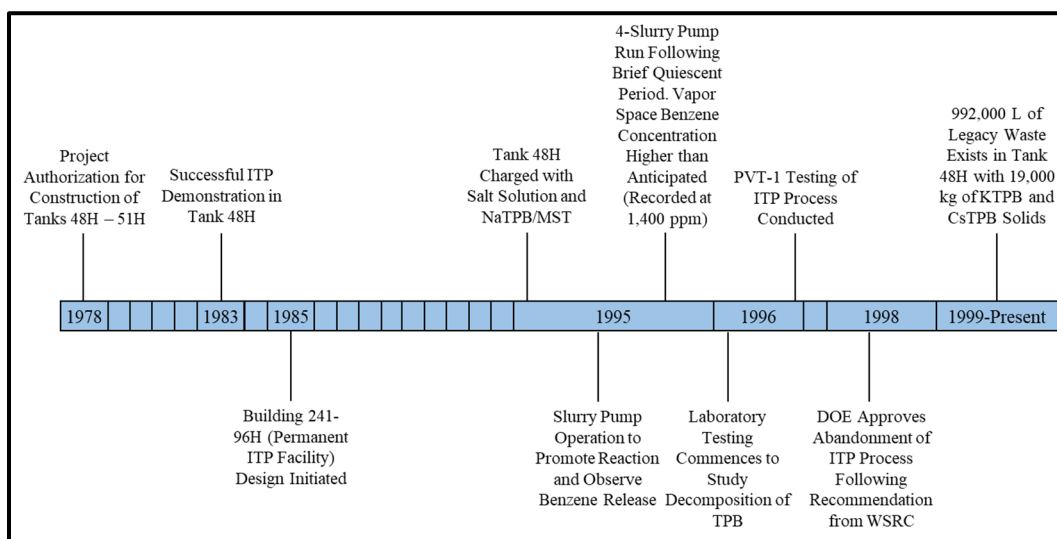 Project
Authorization for
Construction of
Tanks 48H – 51H
Successful ITP
Demonstration in
Tank 48H
Tank 48H
Charged with
Salt Solution and
NaTPB/MST
4-Slurry Pump
Run Following
Brief Quiescent
Period. Vapor
Space Benzene
Concentration
Higher than
Anticipated
(Recorded at
1,400 ppm)
PVT-1 Testing of
ITP Process
Conducted
992,000 L of
Legacy Waste
Exists in Tank
48H with 19,000
kg of KTPB and
CsTPB Solids
1978
1983
1985
1995
1996
1998
1999-Present
Building 241-
96H (Permanent
ITP Facility)
Design Initiated
Slurry Pump
Operation to
Promote Reaction
and Observe
Benzene Release
Laboratory
Testing
Commences to
Study
Decomposition of
TPB
DOE Approves
Abandonment of
ITP Process
Following
Recommendation
from WSRC